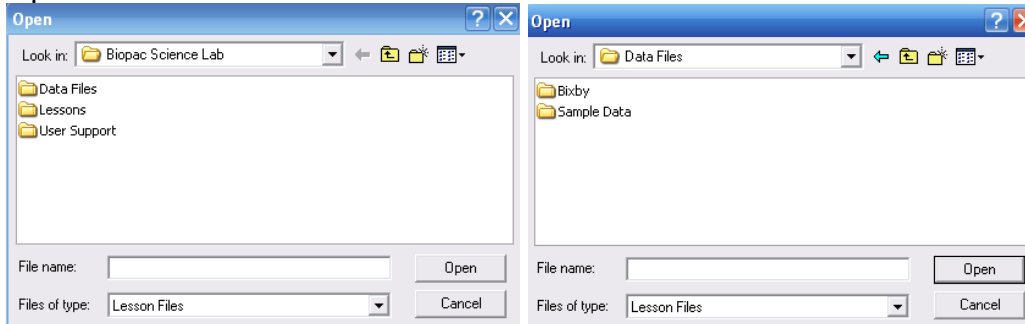 Open
Look in: Biopac Science Lab
Data Files
Lessons
User Support
File name:
Open
Files of type: Lesson Files
Cancel
Open
Look in: Data Files
Bixby
Sample Data
File name:
Open
Files of type: Lesson Files
Cancel